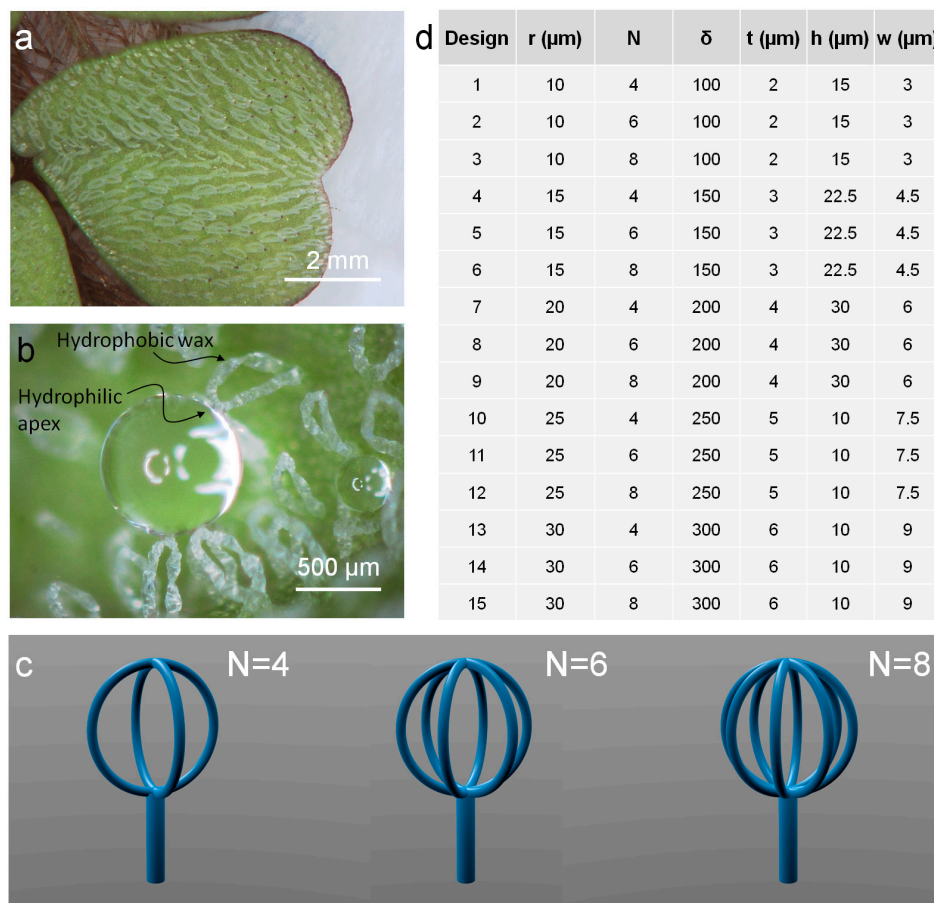 a
2 mm
b
Hydrophobic wax
Hydrophilic
apex
500 µm
d
Design r (µm) N δ t (µm) h (µm) w (µm)
1 10 4 100 2 15 3
2 10 6 100 2 15 3
3 10 8 100 2 15 3
4 15 4 150 3 22.5 4.5
5 15 6 150 3 22.5 4.5
6 15 8 150 3 22.5 4.5
7 20 4 200 4 30 6
8 20 6 200 4 30 6
9 20 8 200 4 30 6
10 25 4 250 5 10 7.5
11 25 6 250 5 10 7.5
12 25 8 250 5 10 7.5
13 30 4 300 6 10 9
14 30 6 300 6 10 9
15 30 8 300 6 10 9
c
N=4
N=6
N=8